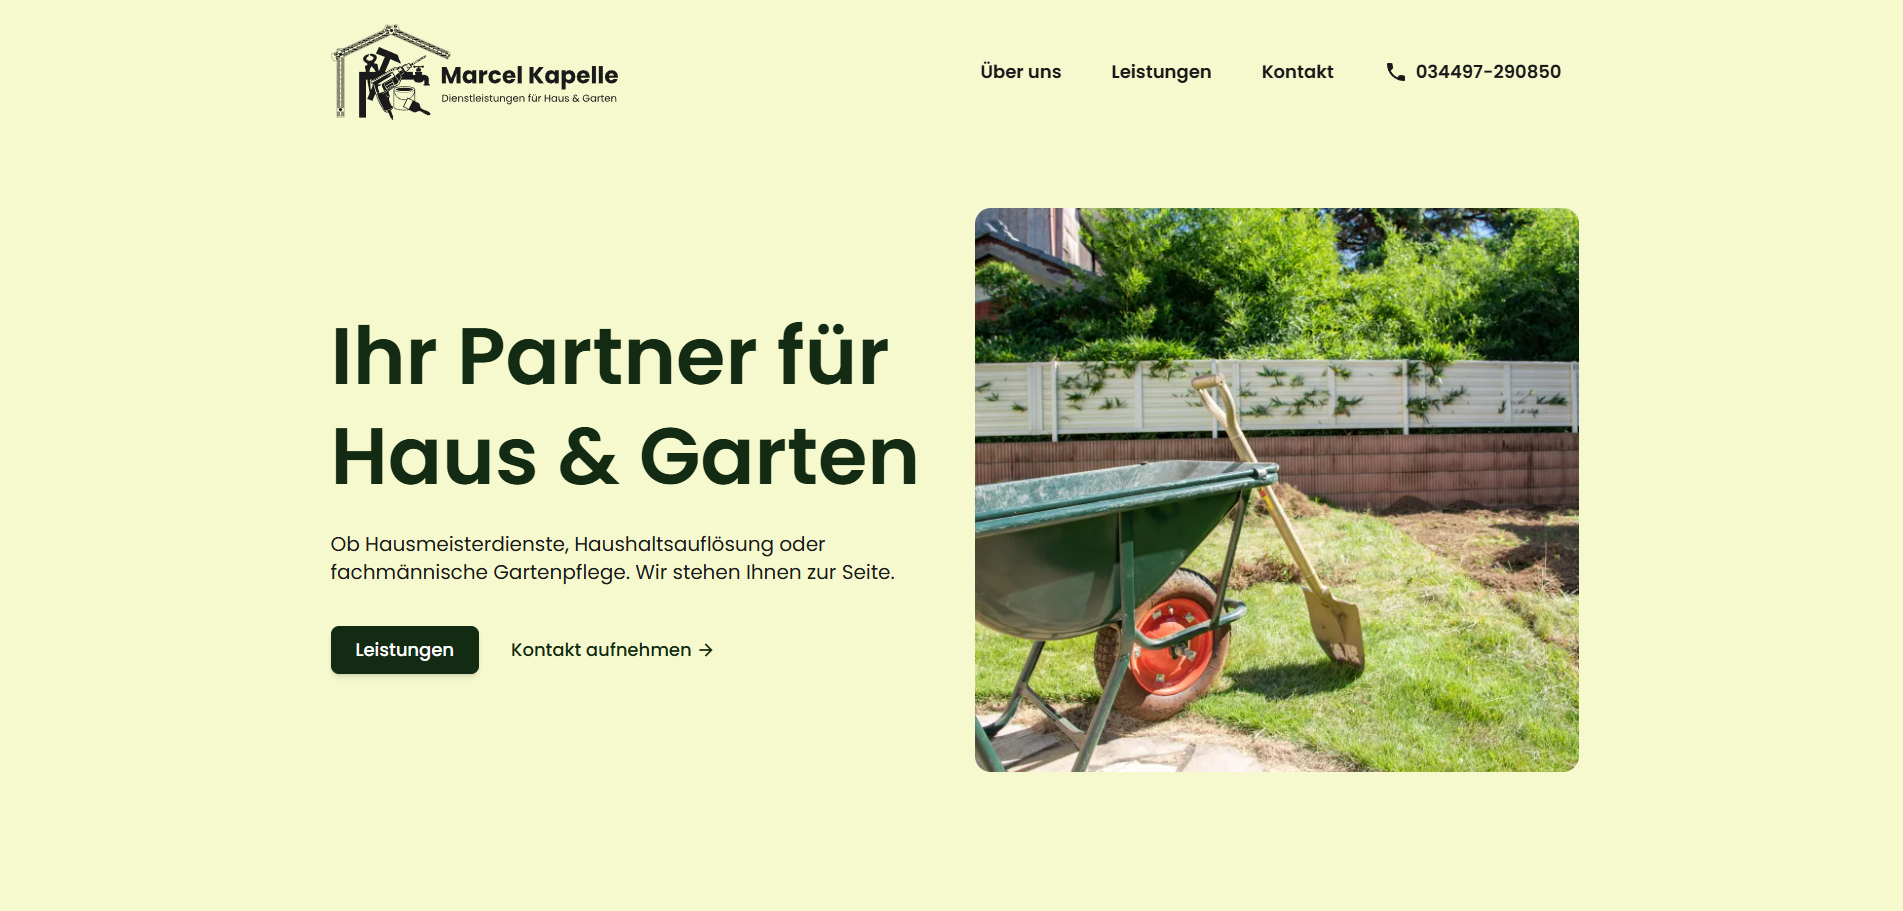 Marcel Kapelle
Dienstleistungen für Haus & Garten
Über uns
Leistungen
Kontakt
034497-290850
Ihr Partner für
Haus & Garten
Ob Hausmeisterdienste, Haushaltsauflösung oder
fachmännische Gartenpflege. Wir stehen Ihnen zur Seite.
Leistungen
Kontakt aufnehmen →